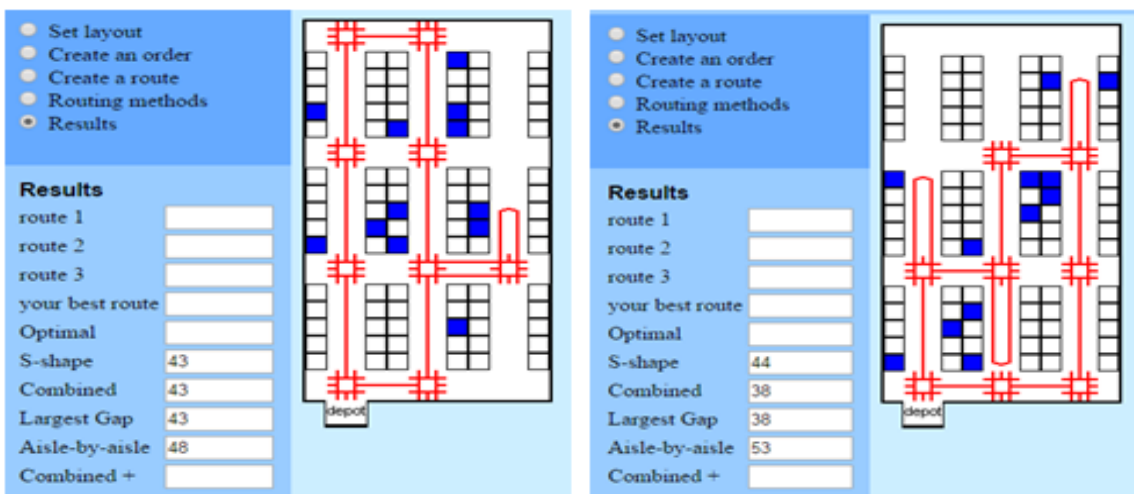 Set layout
Create an order
Create a route
Routing methods
Results
Results
route 1
route 2
route 3
your best route
Optimal
S-shape 43
Combined 43
Largest Gap 43
Aisle-by-aisle 48
Combined +
depot
Set layout
Create an order
Create a route
Routing methods
Results
Results
route 1
route 2
route 3
your best route
Optimal
S-shape 44
Combined 38
Largest Gap 38
Aisle-by-aisle 53
Combined +
depot